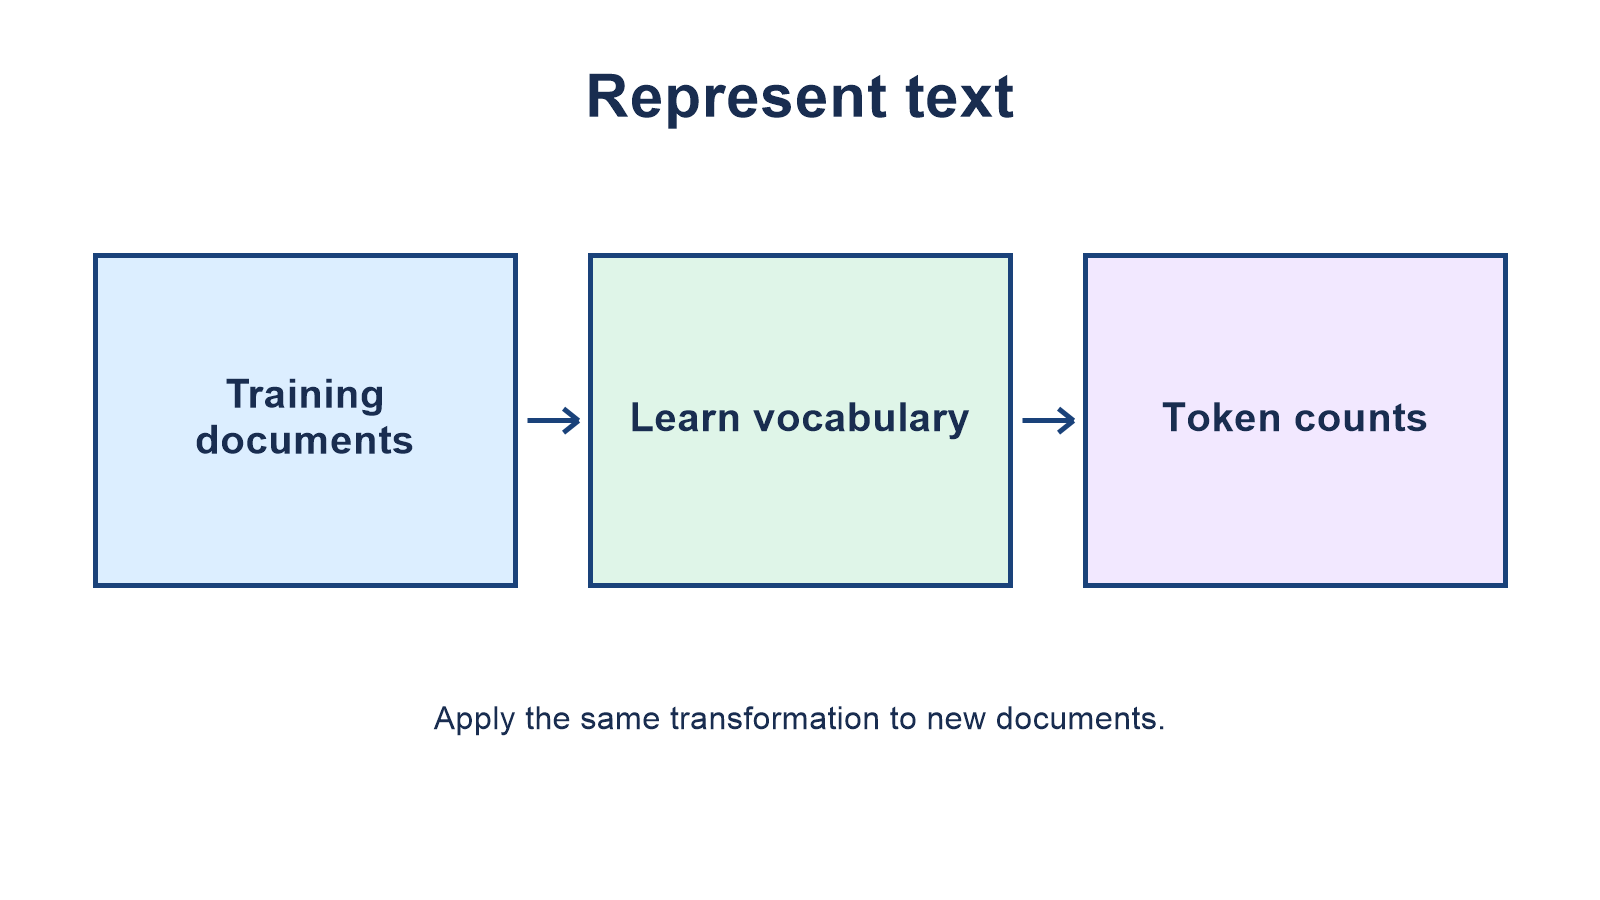 Represent text
Training
documents
Learn vocabulary
Token counts
Apply the same transformation to new documents.